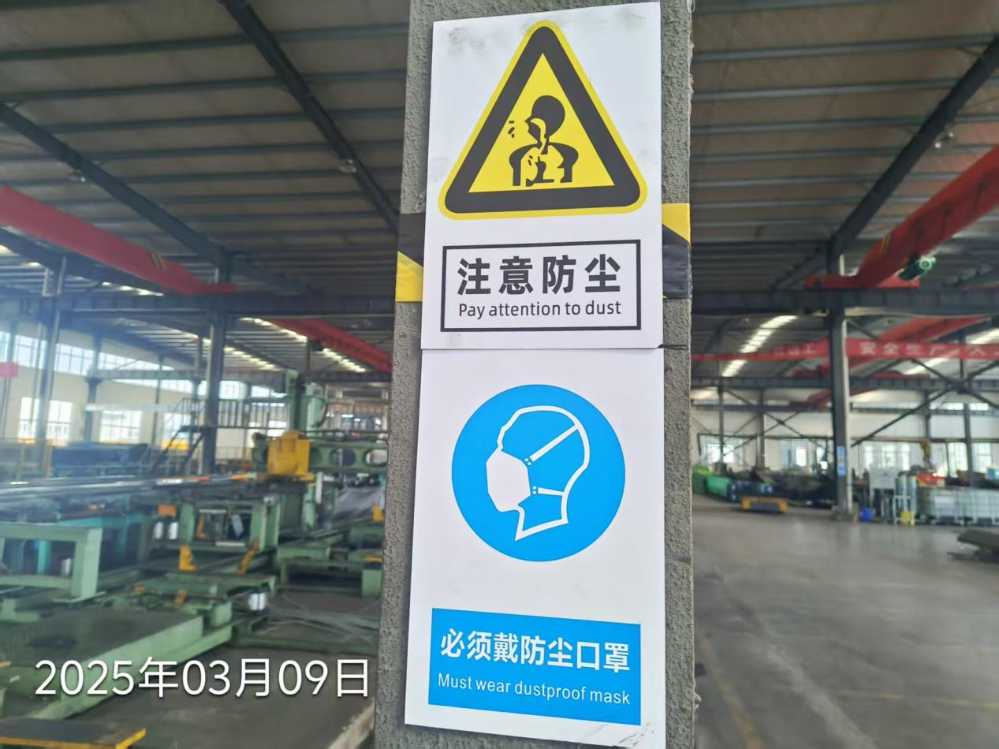 注意防尘
Pay attention to dust
安全生产
必须戴防尘口罩
Must wear dustproof mask
2025年03月09日